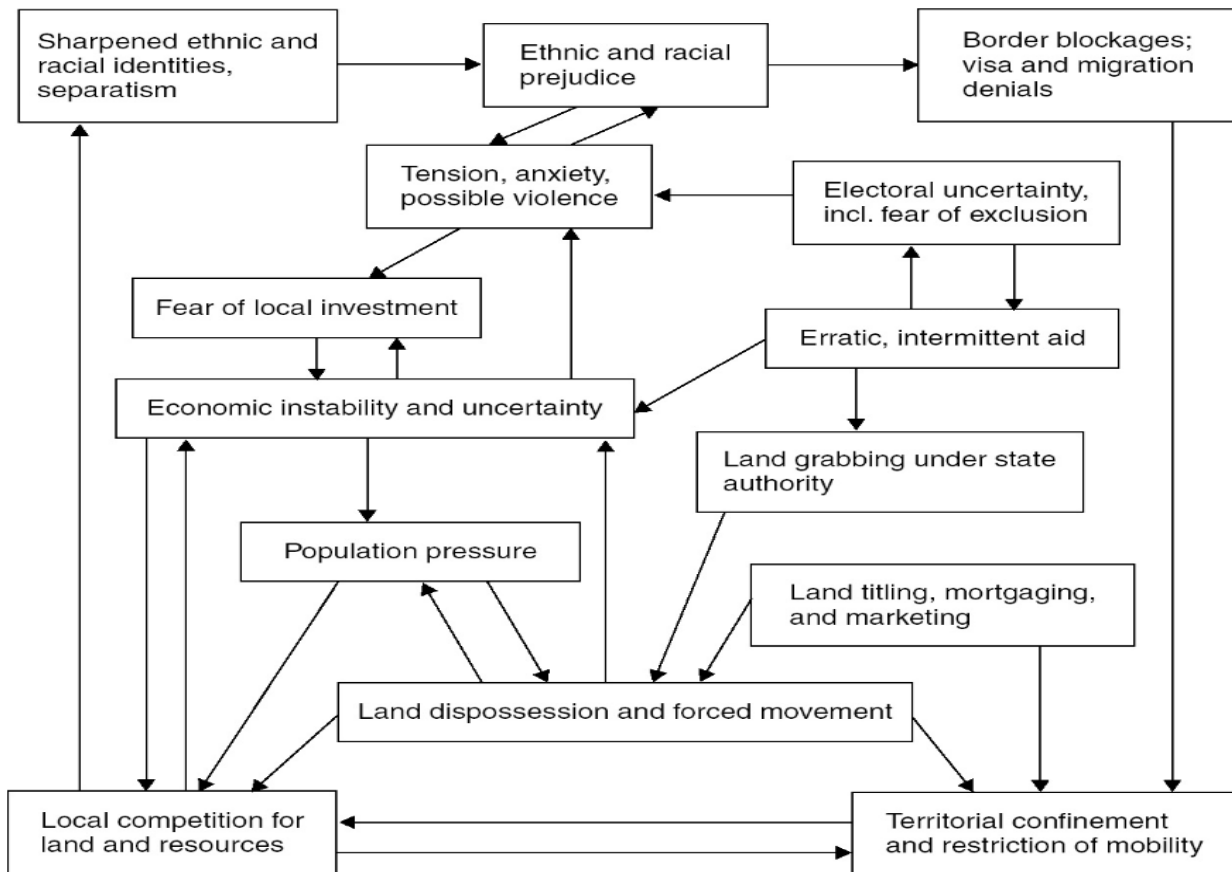 Sharpened ethnic and
racial identities,
separatism
Ethnic and racial
prejudice
Border blockages;
visa and migration
denials
Tension, anxiety,
possible violence
Electoral uncertainty,
incl. fear of exclusion
Fear of local investment
Erratic, intermittent aid
Economic instability and uncertainty
Land grabbing under state
authority
Population pressure
Land titling, mortgaging,
and marketing
Land dispossession and forced movement
Local competition for
land and resources
Territorial confinement
and restriction of mobility